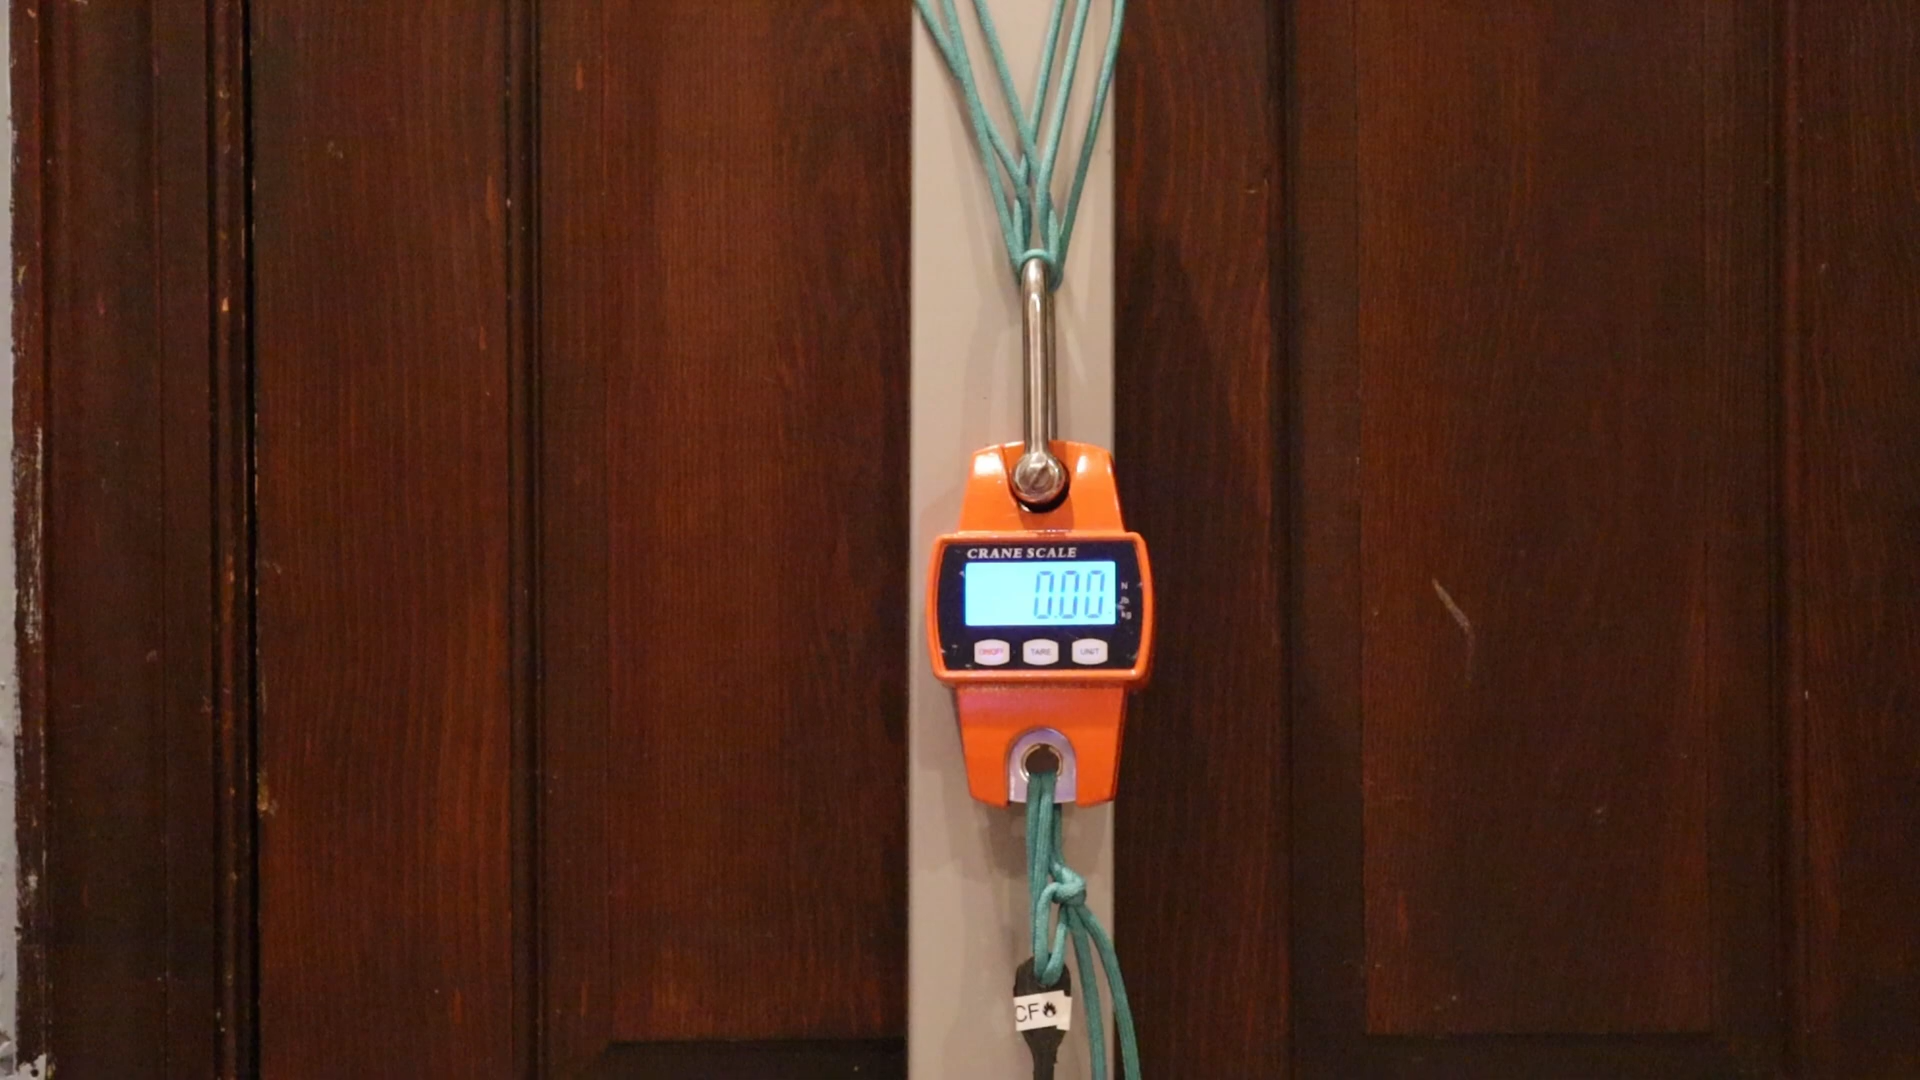 CRANE SCALE
0.00
N
lb
kg
ON/OFF TARE UNIT
CF🔥